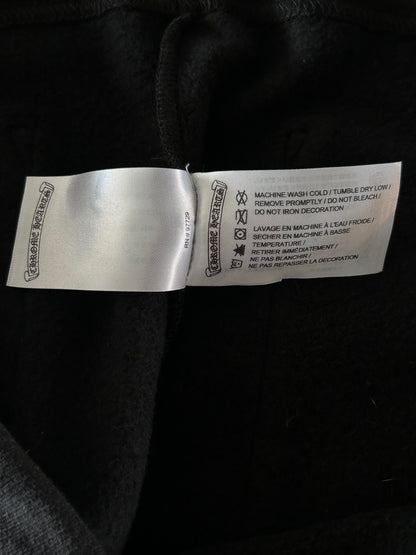 CHROME HEARTS
RN # 97729
CHROME HEARTS
MACHINE WASH COLD / TUMBLE DRY LOW /
REMOVE PROMPTLY / DO NOT BLEACH /
DO NOT IRON DECORATION
LAVAGE EN MACHINE À L'EAU FROIDE /
SECHER EN MACHINE À BASSE
TEMPERATURE /
RETIRER IMMÉDIATEMENT /
NE PAS BLANCHIR /
NE PAS REPASSER LA DECORATION